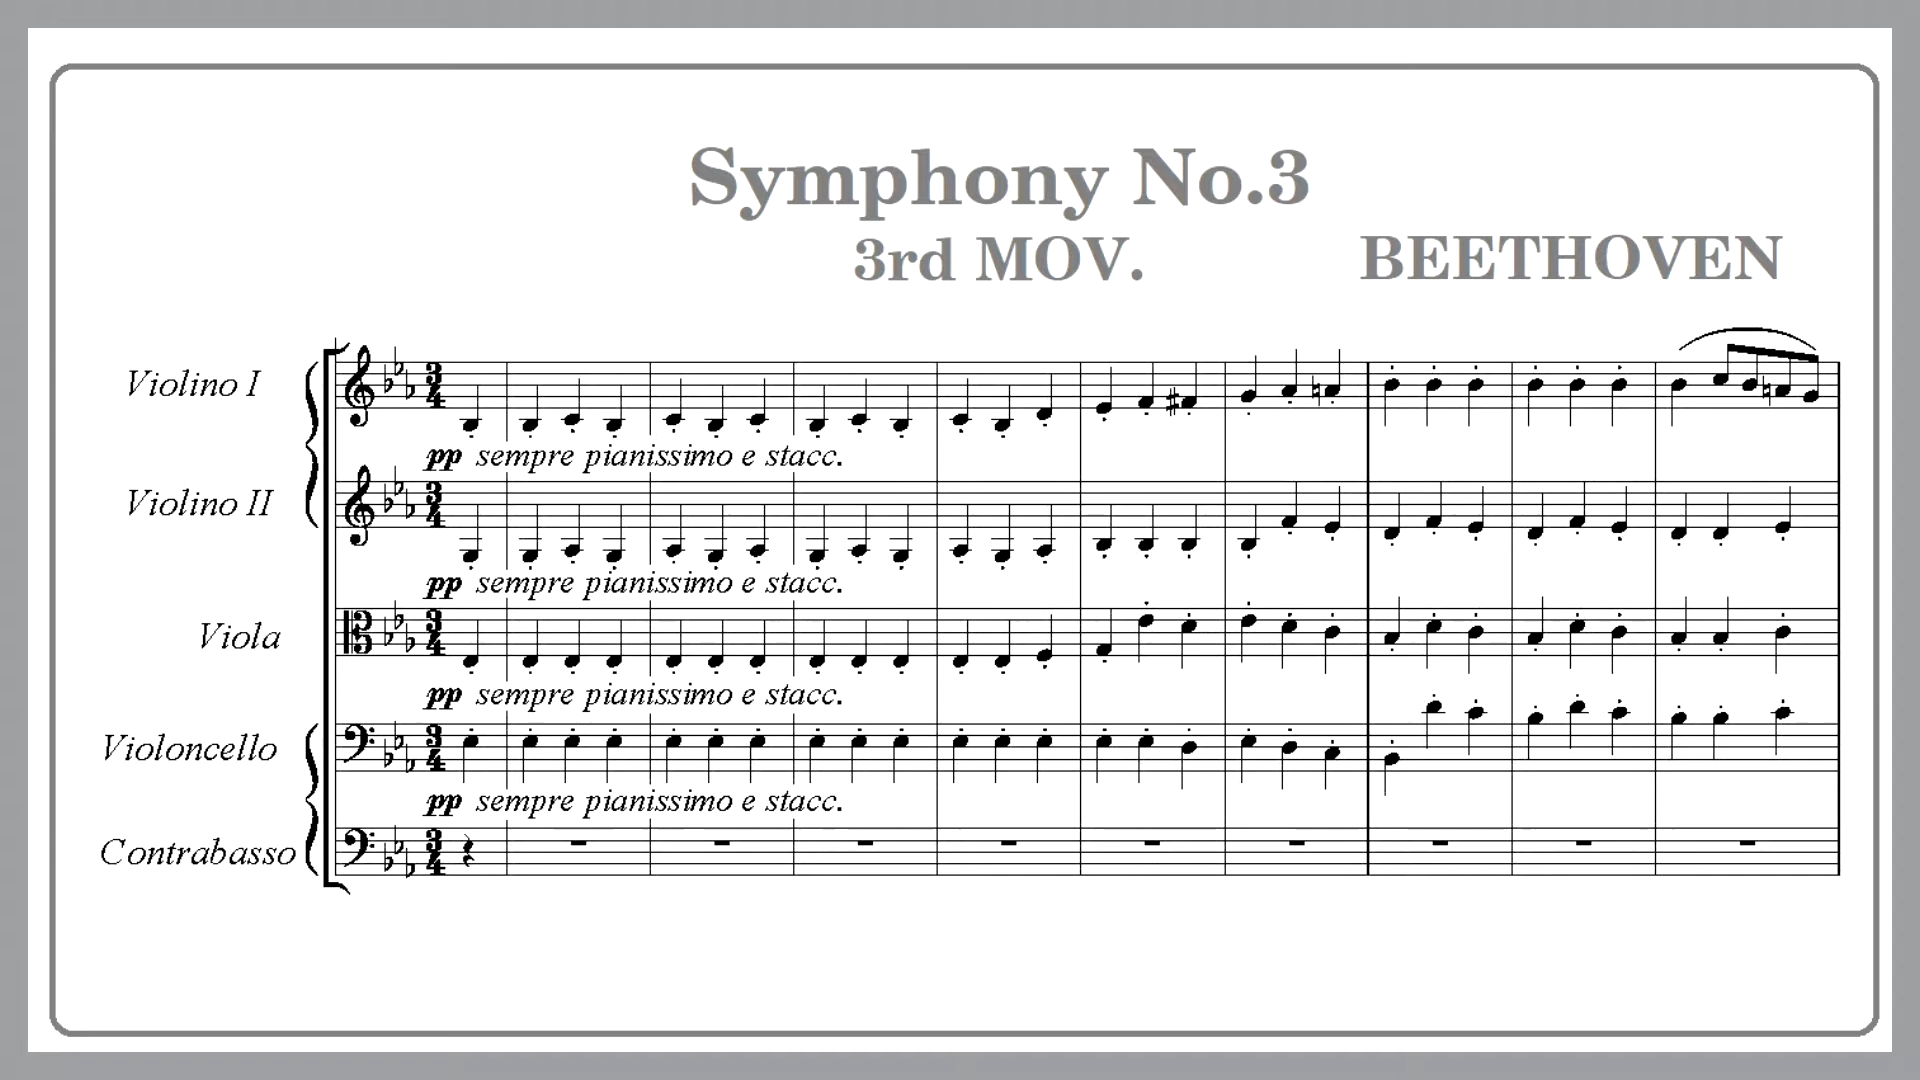 Symphony No.3
3rd MOV. BEETHOVEN
Violino I
pp sempre pianissimo e stacc.
Violino II
pp sempre pianissimo e stacc.
Viola
pp sempre pianissimo e stacc.
Violoncello
pp sempre pianissimo e stacc.
Contrabasso